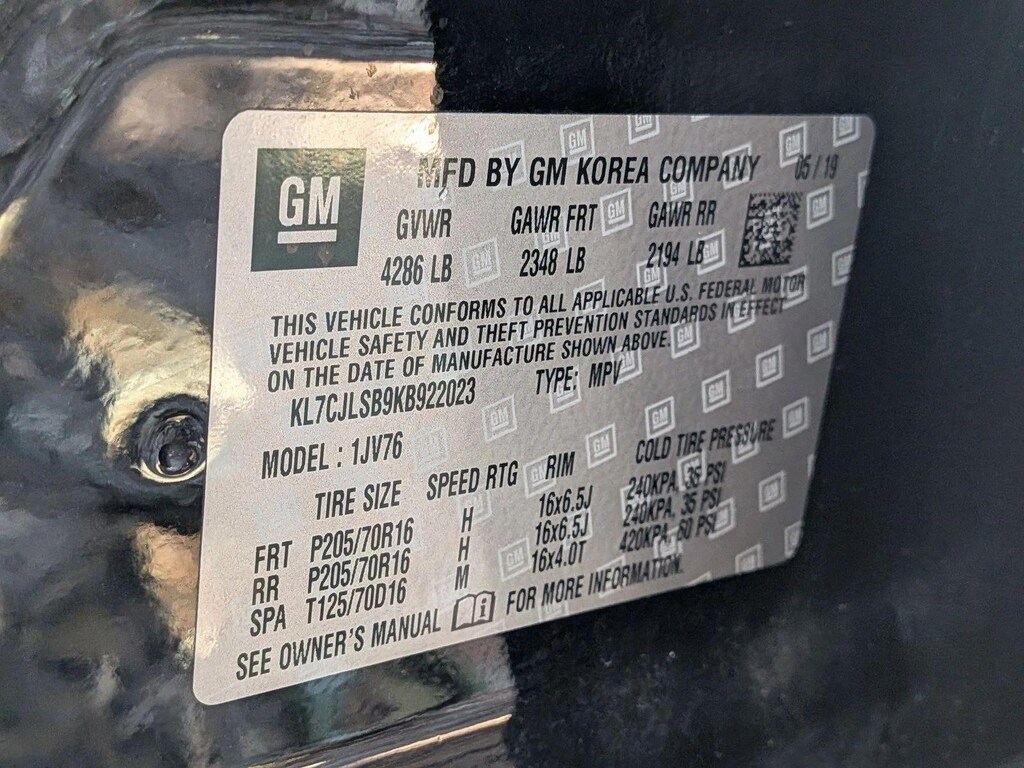 GM
MFD BY GM KOREA COMPANY 05/19
GVWR GAWR FRT GAWR RR
4286 LB 2348 LB 2194 LB
THIS VEHICLE CONFORMS TO ALL APPLICABLE U.S. FEDERAL MOTOR
VEHICLE SAFETY AND THEFT PREVENTION STANDARDS IN EFFECT
ON THE DATE OF MANUFACTURE SHOWN ABOVE.
KL7CJLSB9KB922023 TYPE: MPV
MODEL : 1JV76
TIRE SIZE SPEED RTG RIM COLD TIRE PRESSURE
FRT P205/70R16 H 16x6.5J 240KPA, 35 PSI
RR P205/70R16 H 16x6.5J 240KPA, 35 PSI
SPA T125/70D16 M 16x4.0T 420KPA, 60 PSI
SEE OWNER'S MANUAL FOR MORE INFORMATION.